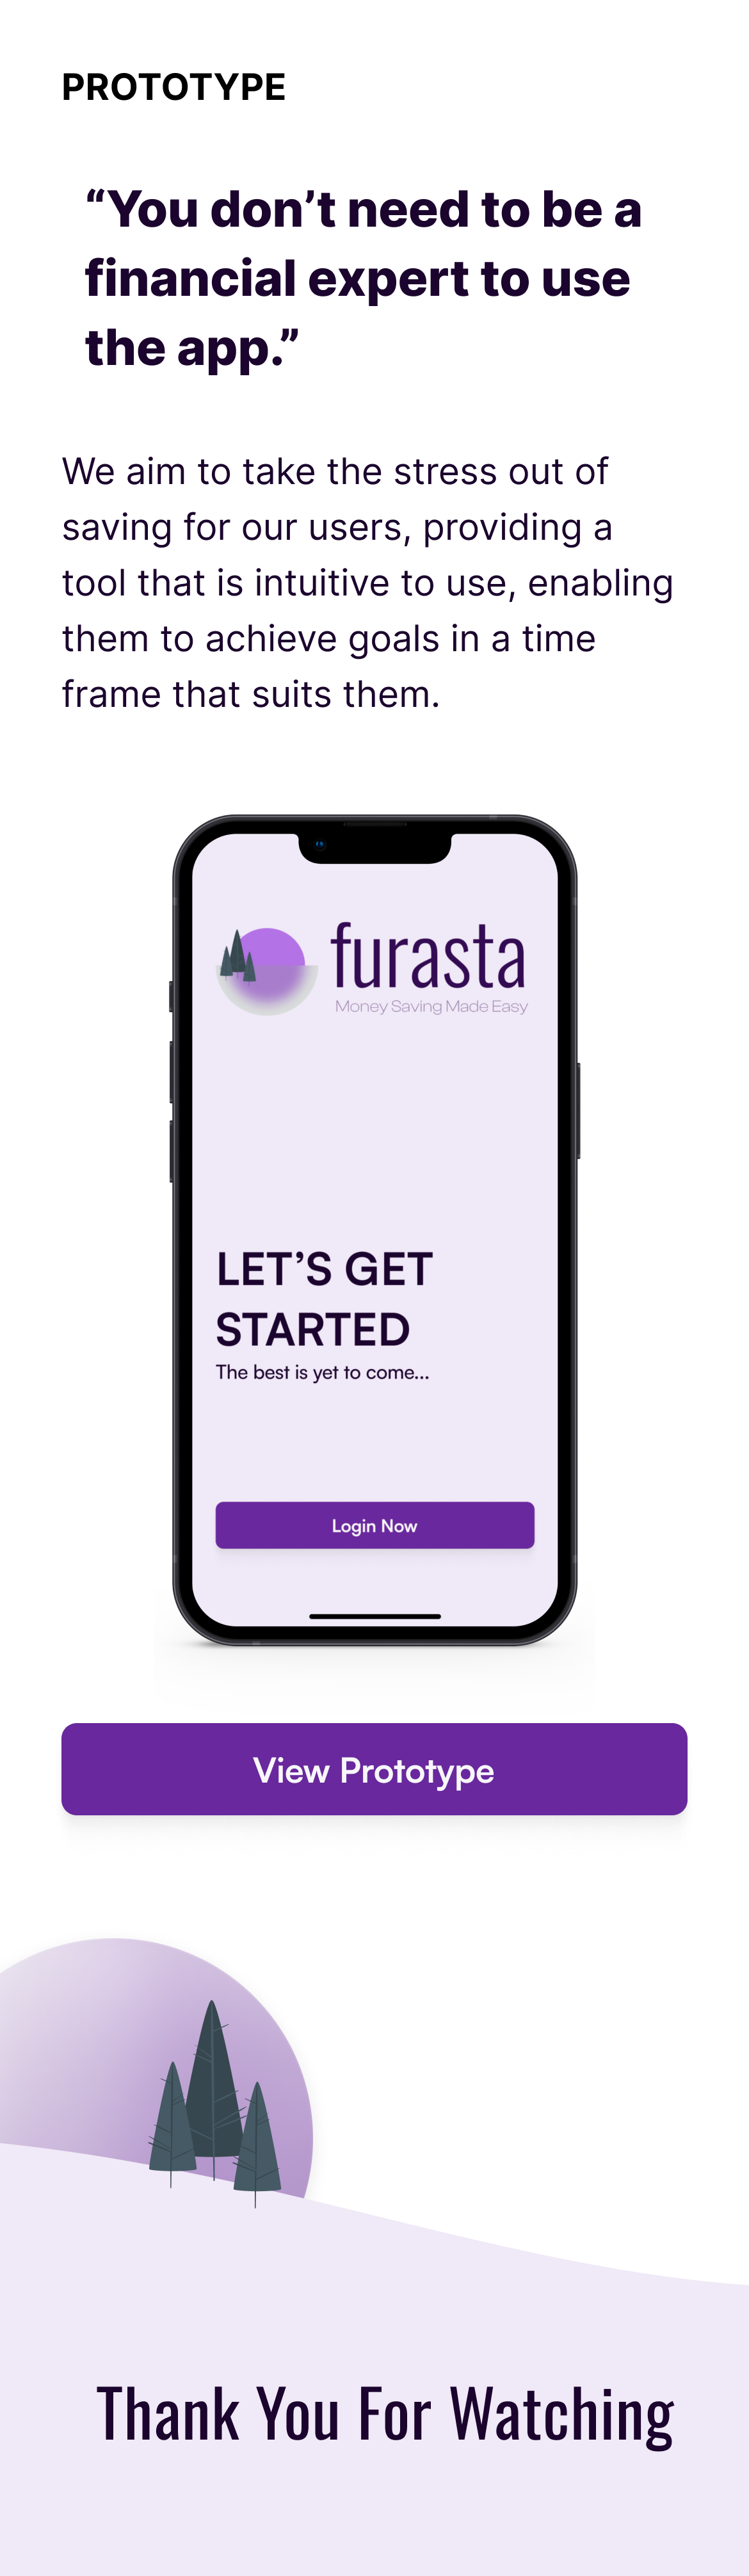 PROTOTYPE
“You don’t need to be a
financial expert to use
the app.”
We aim to take the stress out of
saving for our users, providing a
tool that is intuitive to use, enabling
them to achieve goals in a time
frame that suits them.
furasta
Money Saving Made Easy
LET’S GET
STARTED
The best is yet to come...
Login Now
View Prototype
Thank You For Watching